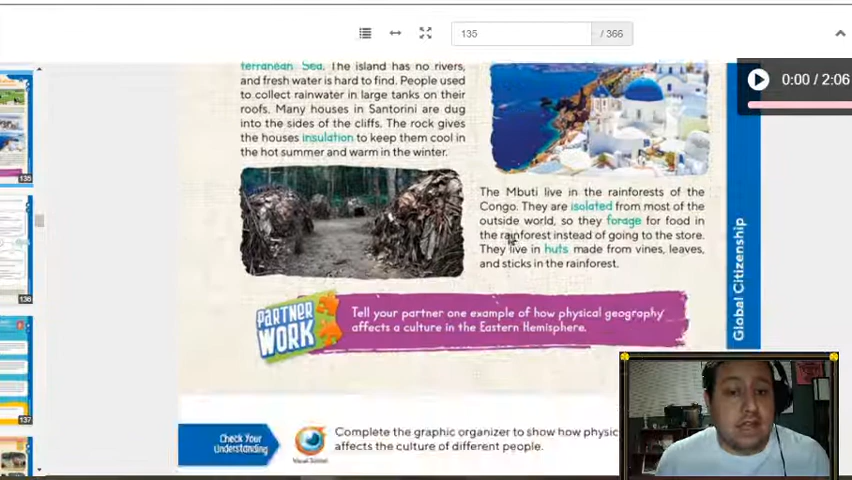 135 / 366
0:00 / 2:06
terranean Sea. The island has no rivers,
and fresh water is hard to find. People used
to collect rainwater in large tanks on their
roofs. Many houses in Santorini are dug
into the sides of the cliffs. The rock gives
the houses insulation to keep them cool in
the hot summer and warm in the winter.
The Mbuti live in the rainforests of the
Congo. They are isolated from most of the
outside world, so they forage for food in
the rainforest instead of going to the store.
They live in huts made from vines, leaves,
and sticks in the rainforest.
PARTNER
WORK
Tell your partner one example of how physical geography
affects a culture in the Eastern Hemisphere.
Global Citizenship
Check Your
Understanding
Complete the graphic organizer to show how physic
affects the culture of different people.
135
136
137